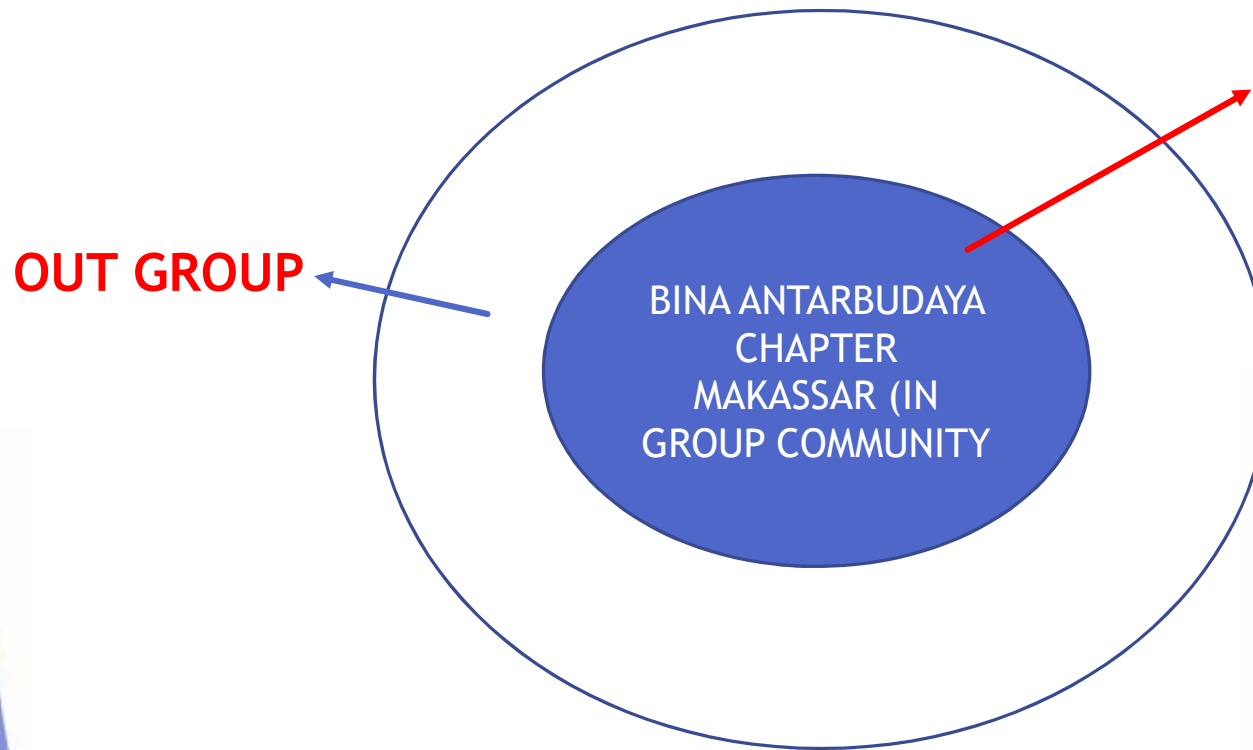 OUT GROUP
BINA ANTARBUDAYA
CHAPTER
MAKASSAR (IN
GROUP COMMUNITY